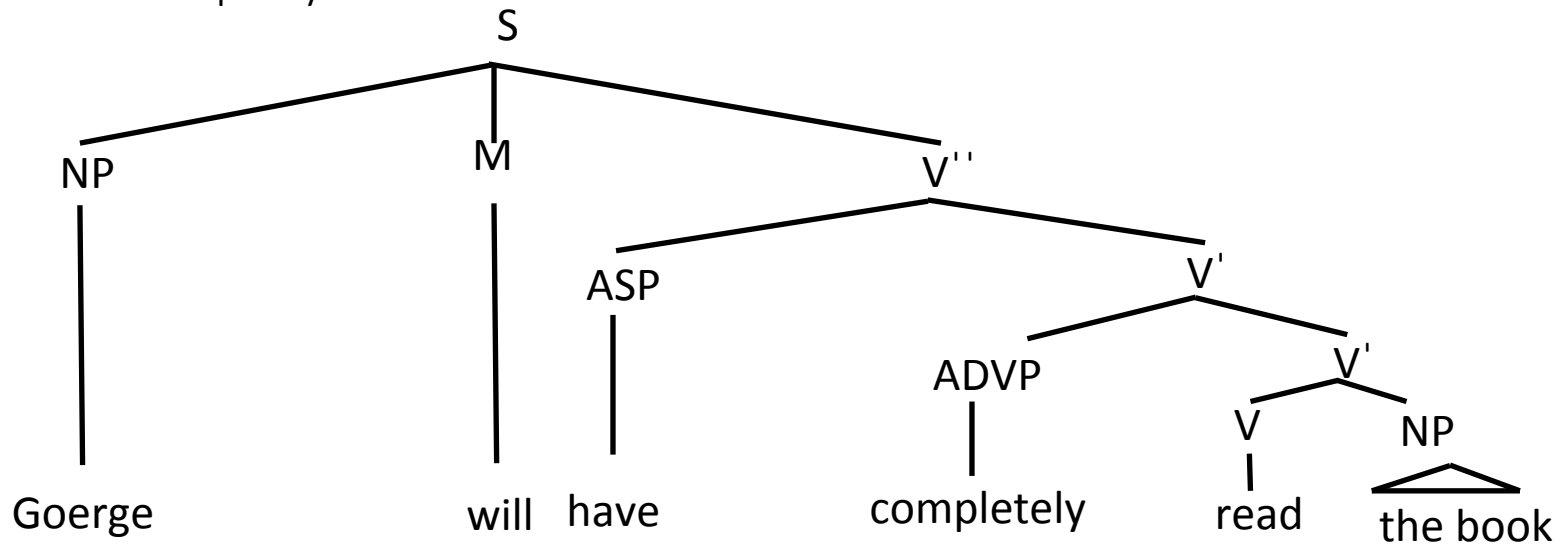 S
NP M V''
ASP V'
ADVP V'
V NP
Goerge will have completely read the book